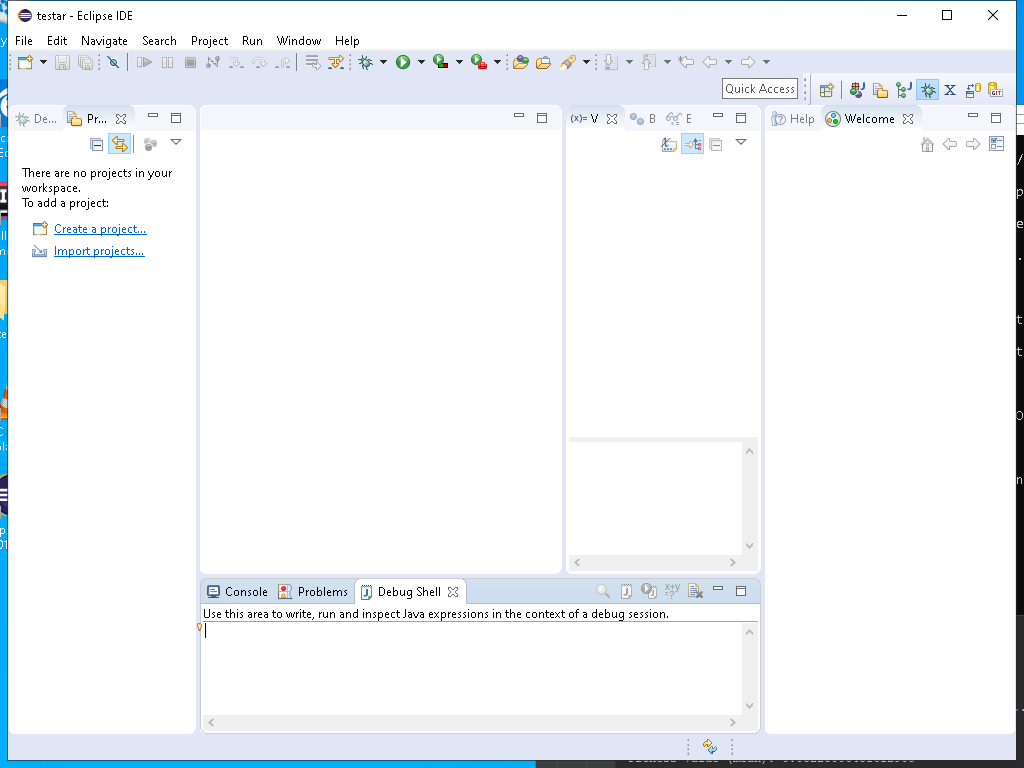 testar - Eclipse IDE
File Edit Navigate Search Project Run Window Help
Quick Access
De... Pr... (x)= V B E Help Welcome
There are no projects in your
workspace.
To add a project:
Create a project...
Import projects...
Console Problems Debug Shell
Use this area to write, run and inspect Java expressions in the context of a debug session.